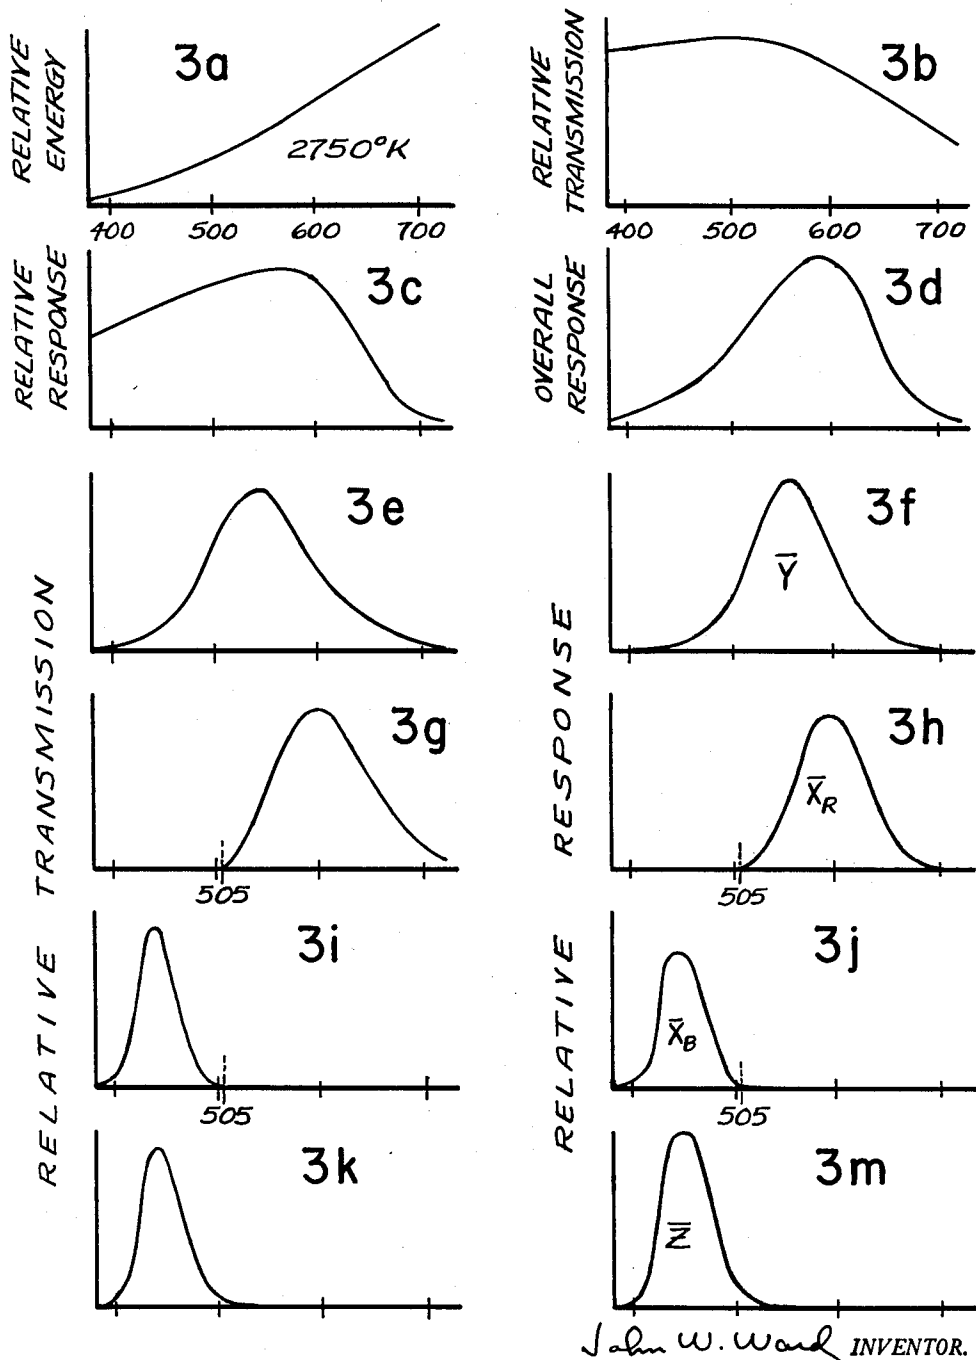 RELATIVE
ENERGY
3a
2750°K
400 500 600 700
RELATIVE
TRANSMISSION
3b
400 500 600 700
RELATIVE
RESPONSE
3c
OVERALL
RESPONSE
3d
RELATIVE TRANSMISSION
3e
RELATIVE RESPONSE
3f
Y̅
3g
505
3h
X̅R
505
3i
505
3j
X̅B
505
3k
3m
Z̅
John W. Ward INVENTOR.